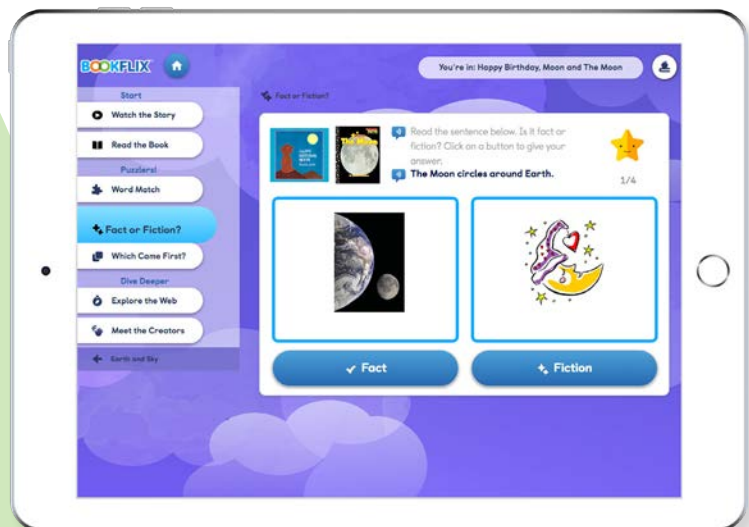 BOOKFLIX
You're in: Happy Birthday, Moon and The Moon
Start
Watch the Story
Read the Book
Puzzlers!
Word Match
Fact or Fiction?
Which Came First?
Dive Deeper
Explore the Web
Meet the Creators
Earth and Sky
Fact or Fiction?
The Moon
Read the sentence below. Is it fact or
fiction? Click on a button to give your
answer.
The Moon circles around Earth.
1/4
Fact
Fiction